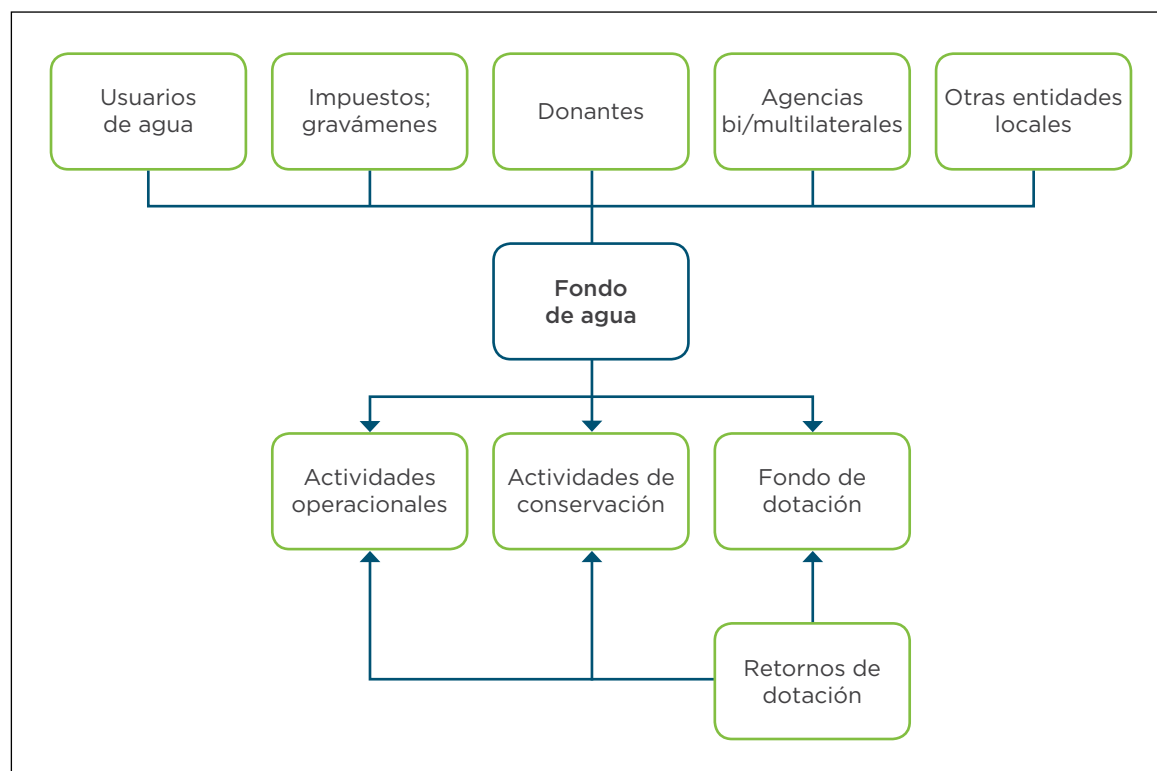 Usuarios
de agua
Impuestos;
gravámenes
Donantes
Agencias
bi/multilaterales
Otras entidades
locales
Fondo
de agua
Actividades
operacionales
Actividades de
conservación
Fondo de
dotación
Retornos de
dotación